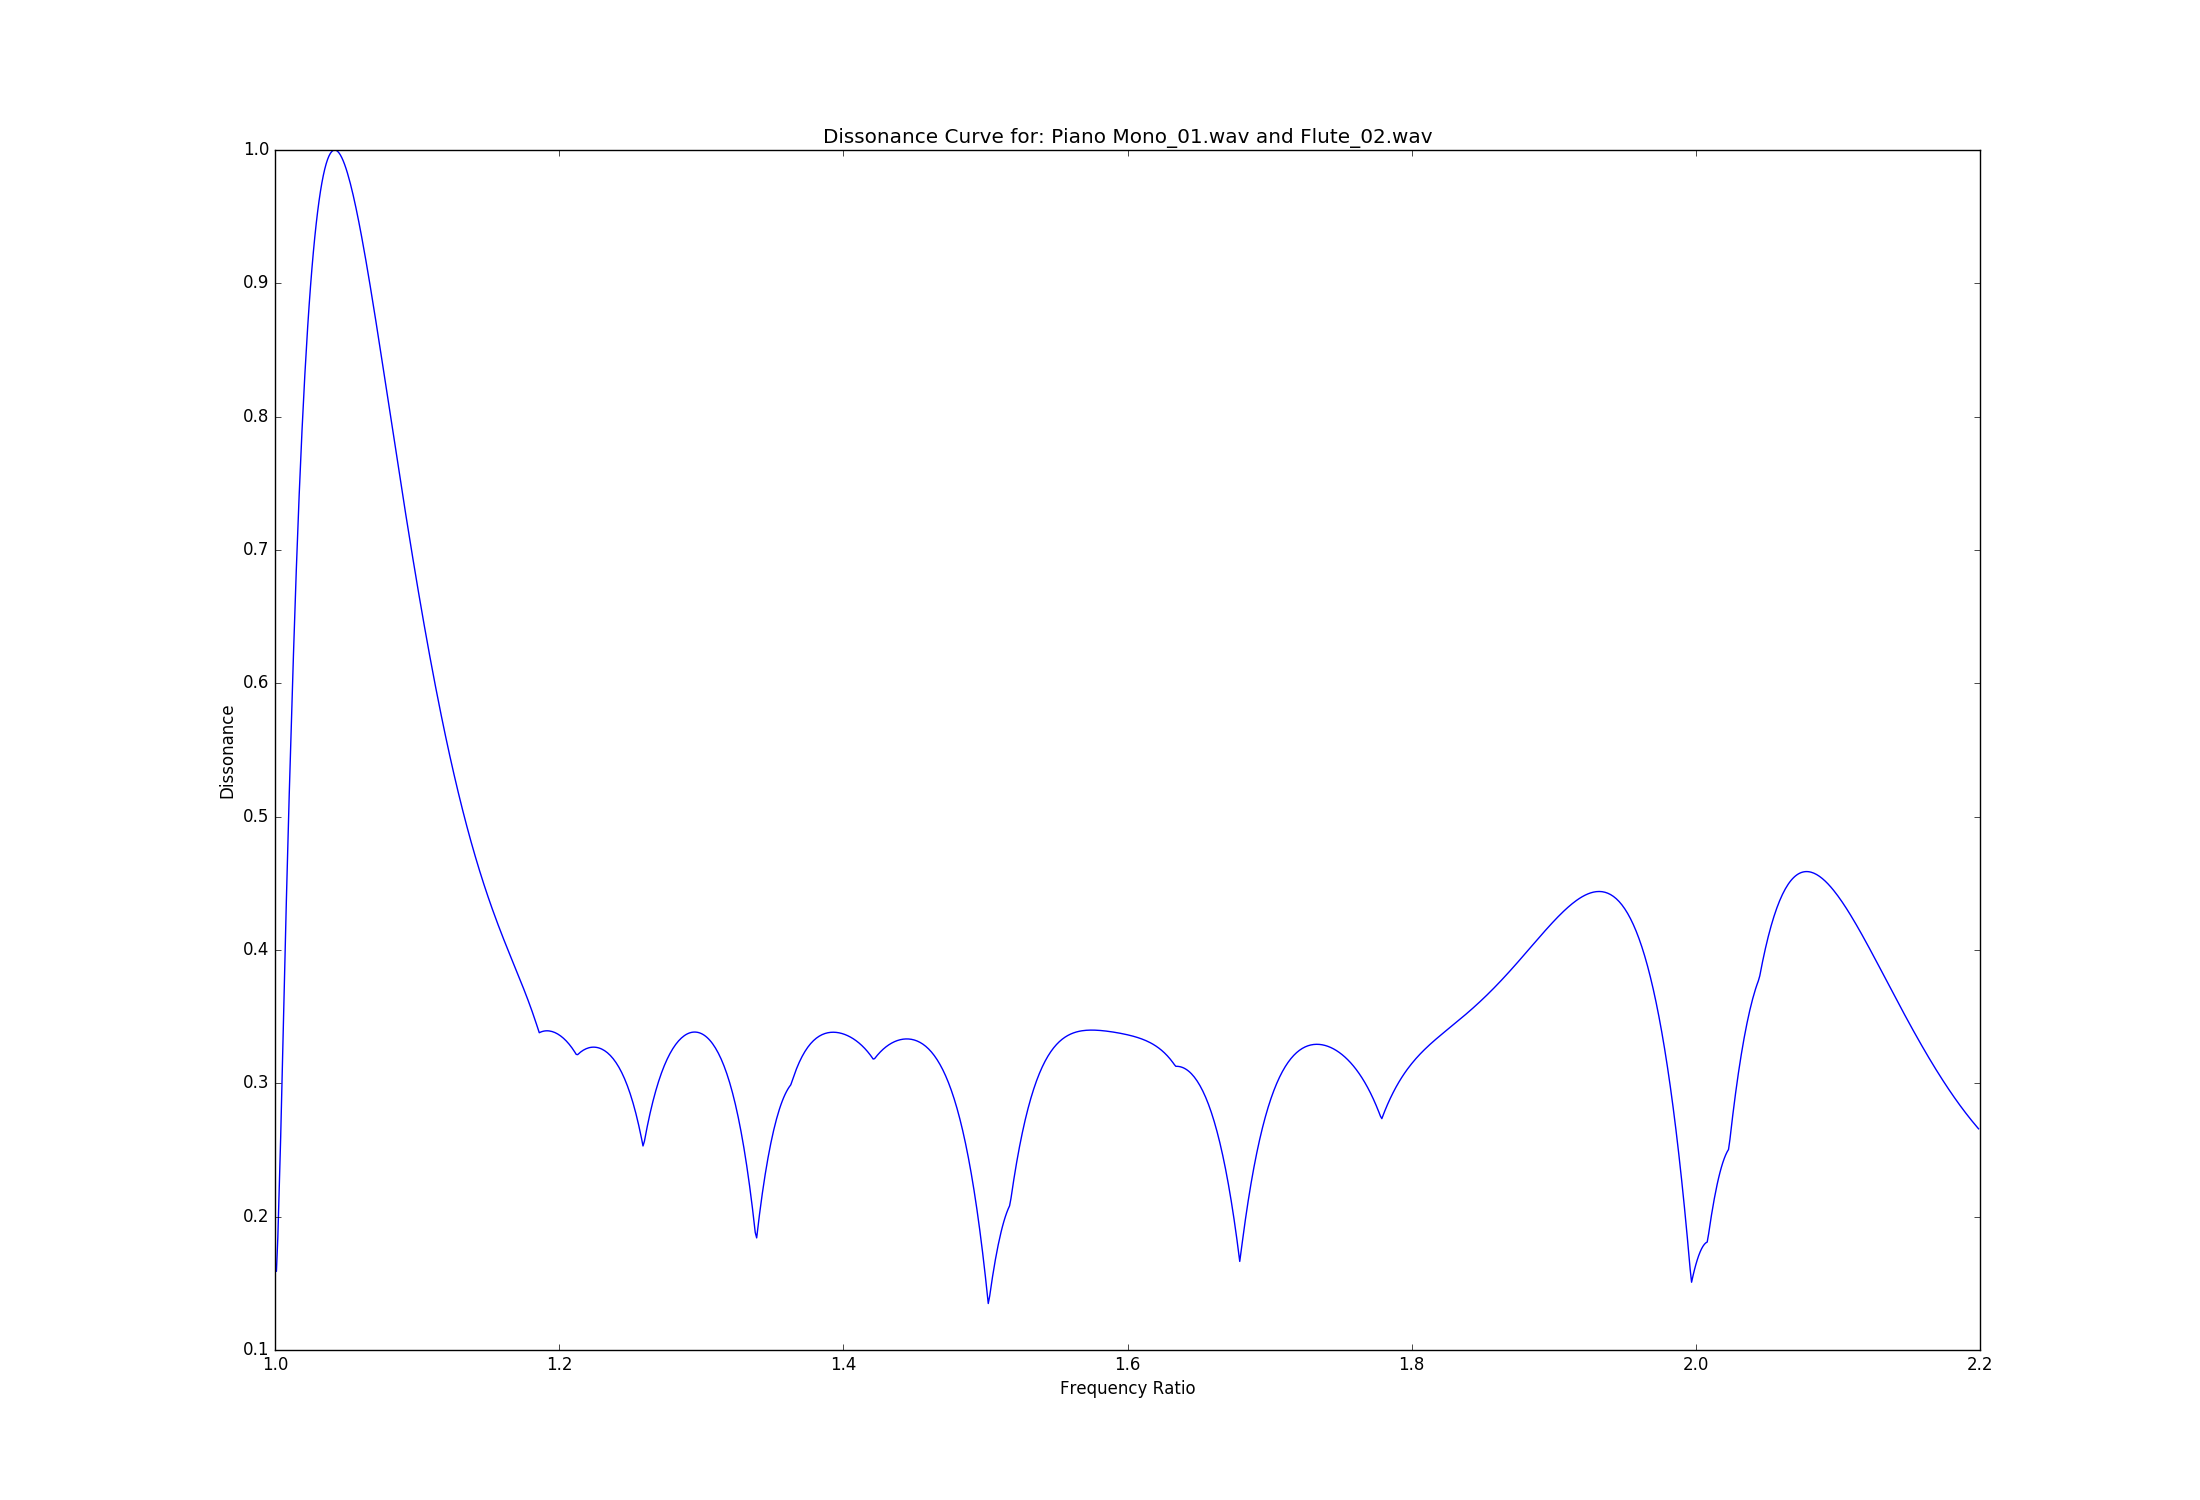 Dissonance Curve for: Piano Mono_01.wav and Flute_02.wav
1.0
0.9
0.8
0.7
0.6
0.5
0.4
0.3
0.2
0.1
Dissonance
1.0 1.2 1.4 1.6 1.8 2.0 2.2
Frequency Ratio